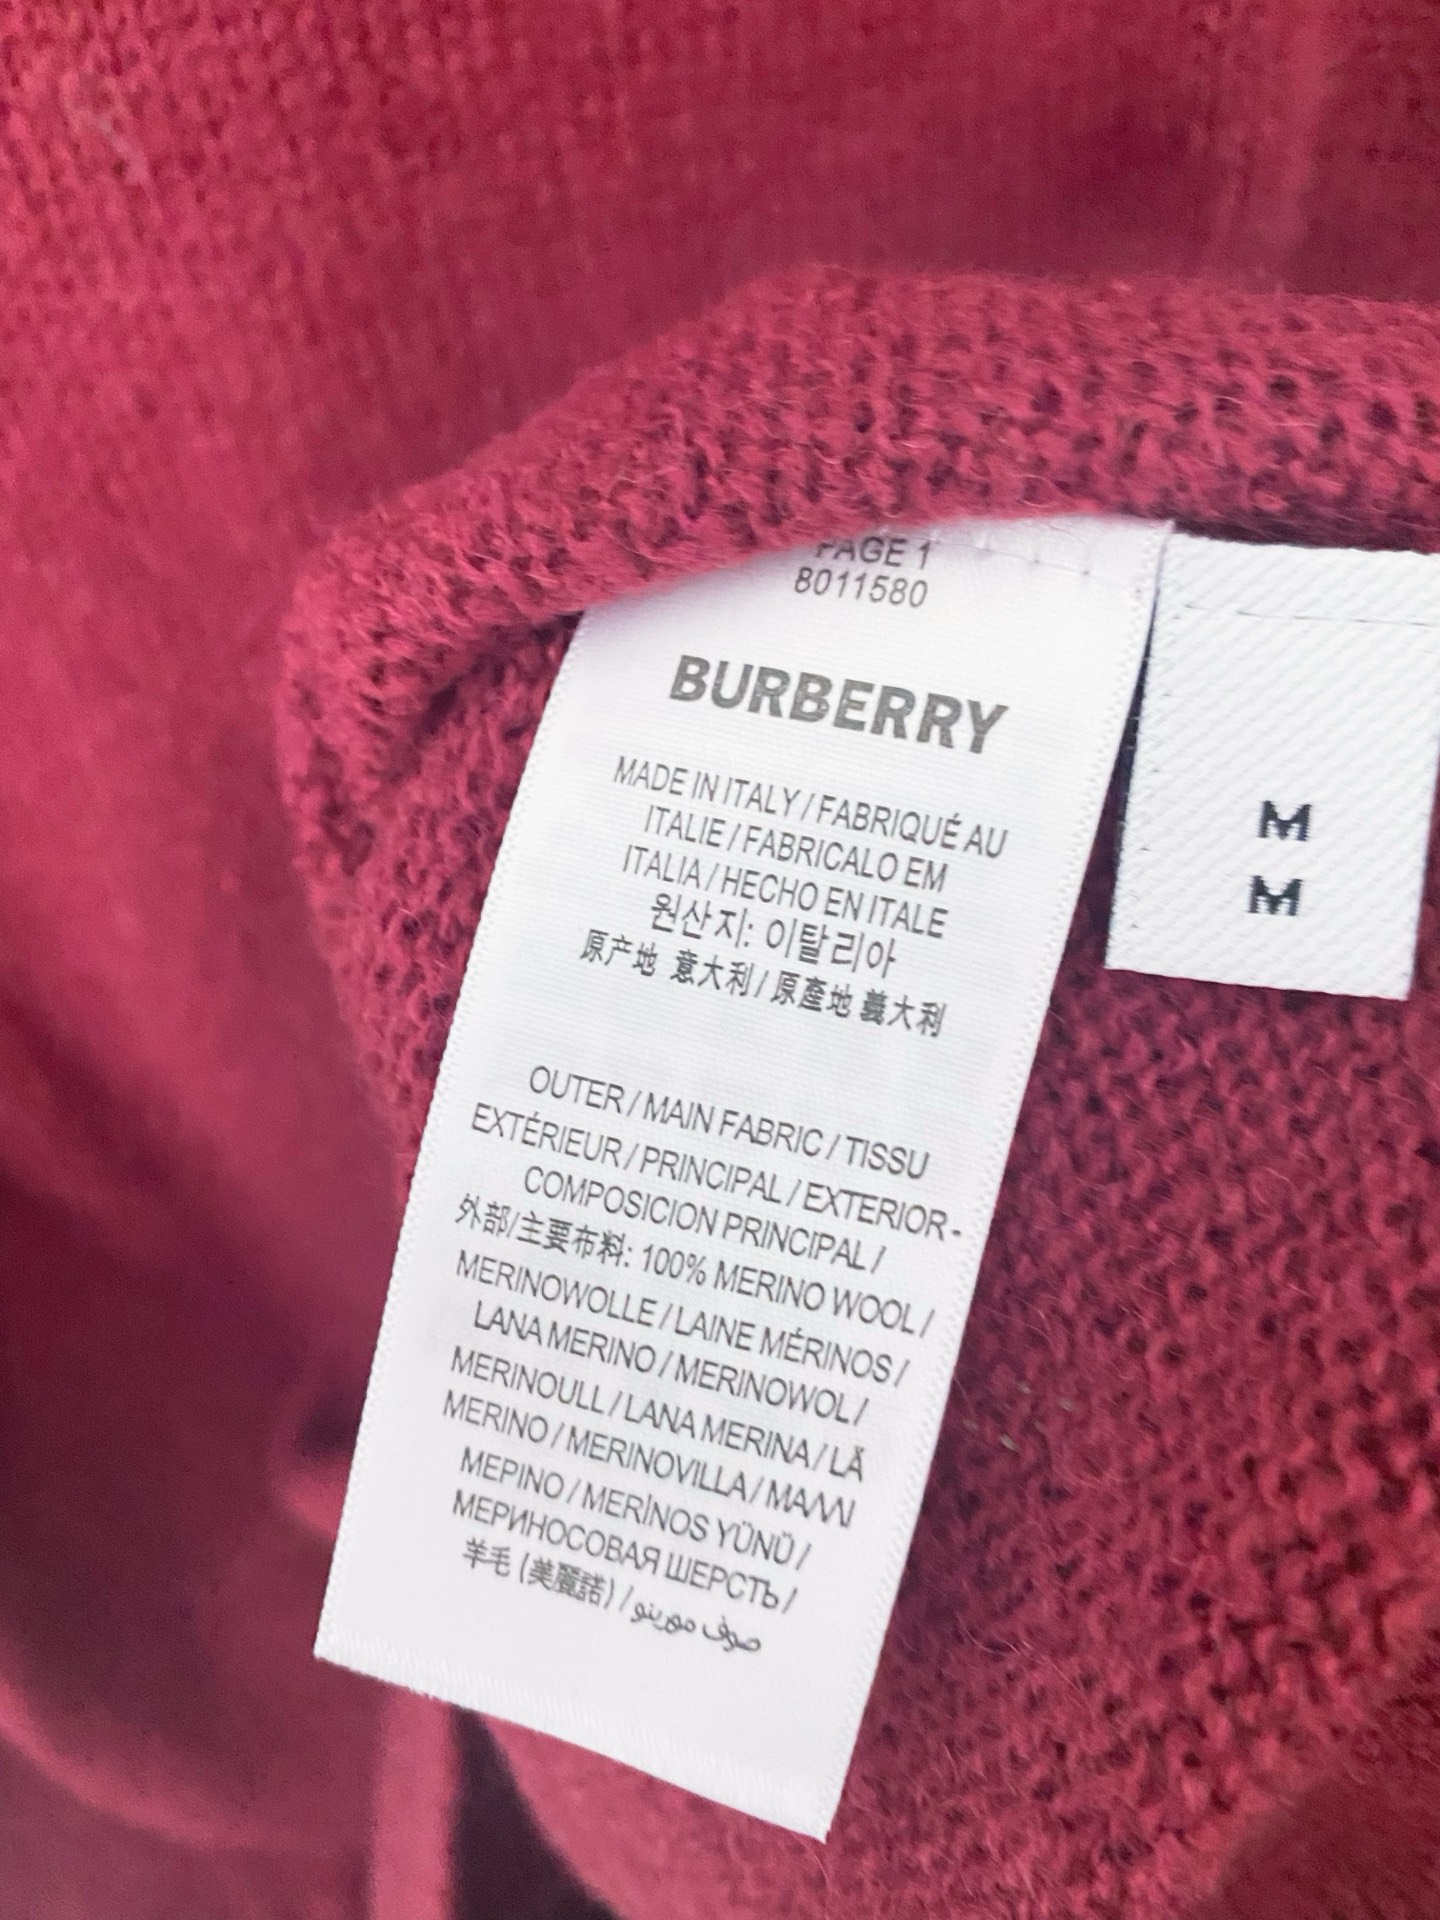 PAGE 1
8011580
BURBERRY
MADE IN ITALY / FABRIQUÉ AU
ITALIE / FABRICALO EM
ITALIA / HECHO EN ITALE
원산지: 이탈리아
原产地 意大利 / 原產地 義大利
OUTER / MAIN FABRIC / TISSU
EXTÉRIEUR / PRINCIPAL / EXTERIOR -
COMPOSICION PRINCIPAL /
外部/主要布料: 100% MERINO WOOL /
MERINOWOLLE / LAINE MÉRINOS /
LANA MERINO / MERINOWOL /
MERINOULL / LANA MERINA / LÃ
MERINO / MERINOVILLA / ΜΑΛΛΙ
ΜΕΡΙΝΟ / MERİNOS YÜNÜ /
МЕРИНОСОВАЯ ШЕРСТЬ /
羊毛 (美麗諾) / صوف مورينو
M
M